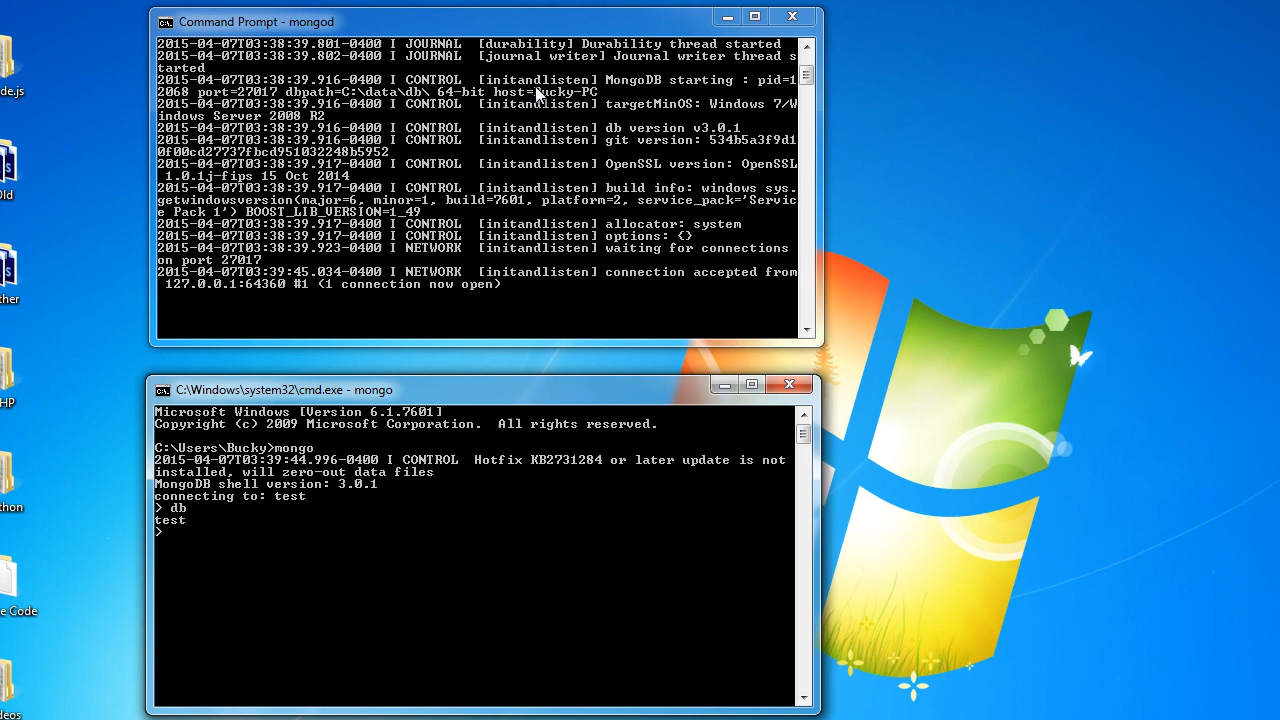 Command Prompt - mongod
2015-04-07T03:38:39.801-0400 I JOURNAL  [durability] Durability thread started
2015-04-07T03:38:39.802-0400 I JOURNAL  [journal writer] Journal writer thread s
tarted
2015-04-07T03:38:39.916-0400 I CONTROL  [initandlisten] MongoDB starting : pid=1
2068 port=27017 dbpath=C:\data\db\ 64-bit host=Bucky-PC
2015-04-07T03:38:39.916-0400 I CONTROL  [initandlisten] targetMinOS: Windows 7/W
indows Server 2008 R2
2015-04-07T03:38:39.916-0400 I CONTROL  [initandlisten] db version v3.0.1
2015-04-07T03:38:39.916-0400 I CONTROL  [initandlisten] git version: 534b5a3f9d1
0f00cd27737fbcd951032248b5952
2015-04-07T03:38:39.917-0400 I CONTROL  [initandlisten] OpenSSL version: OpenSSL
 1.0.1j-fips 15 Oct 2014
2015-04-07T03:38:39.917-0400 I CONTROL  [initandlisten] build info: windows sys.
getwindowsversion(major=6, minor=1, build=7601, platform=2, service_pack='Servic
e Pack 1') BOOST_LIB_VERSION=1_49
2015-04-07T03:38:39.917-0400 I CONTROL  [initandlisten] allocator: system
2015-04-07T03:38:39.917-0400 I CONTROL  [initandlisten] options: {}
2015-04-07T03:38:39.923-0400 I NETWORK  [initandlisten] waiting for connections
on port 27017
2015-04-07T03:39:45.034-0400 I NETWORK  [initandlisten] connection accepted from
 127.0.0.1:64360 #1 (1 connection now open)
C:\Windows\system32\cmd.exe - mongo
Microsoft Windows [Version 6.1.7601]
Copyright (c) 2009 Microsoft Corporation.  All rights reserved.
C:\Users\Bucky>mongo
2015-04-07T03:39:44.996-0400 I CONTROL  Hotfix KB2731284 or later update is not
installed, will zero-out data files
MongoDB shell version: 3.0.1
connecting to: test
> db
test
>
de.js
Old
ther
HP
thon
e Code
deos